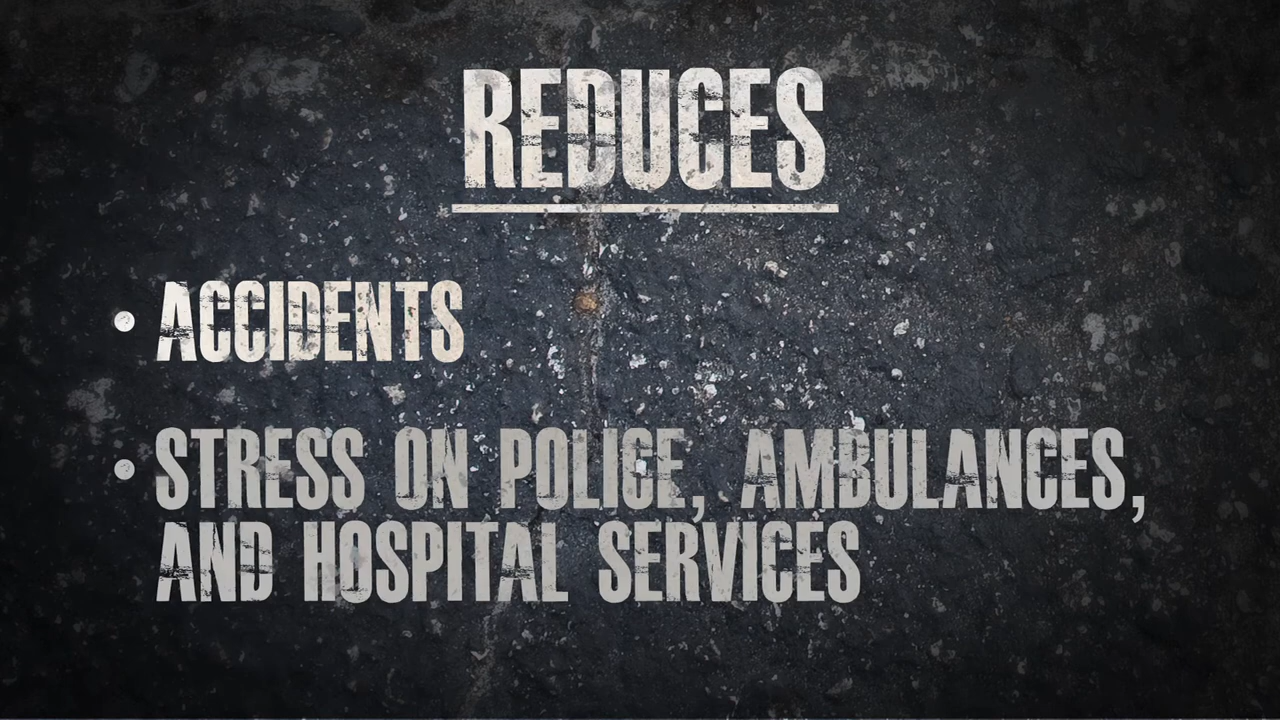 REDUCES
• ACCIDENTS
• STRESS ON POLICE, AMBULANCES,
AND HOSPITAL SERVICES